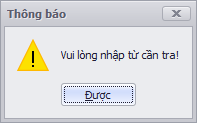 Thông báo
Vui lòng nhập từ cần tra!
Được